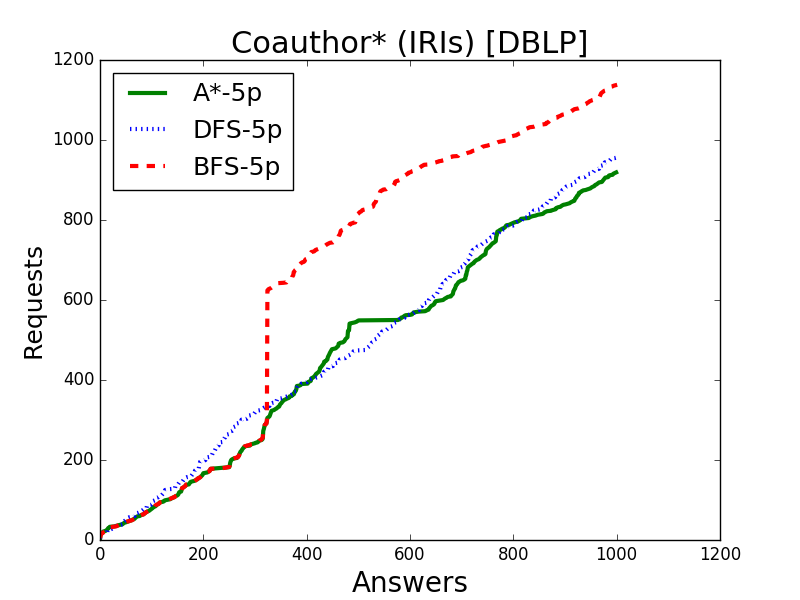 Coauthor* (IRIs) [DBLP]
1200
1000
800
600
400
200
0
Requests
A*-5p
DFS-5p
BFS-5p
0 200 400 600 800 1000 1200
Answers